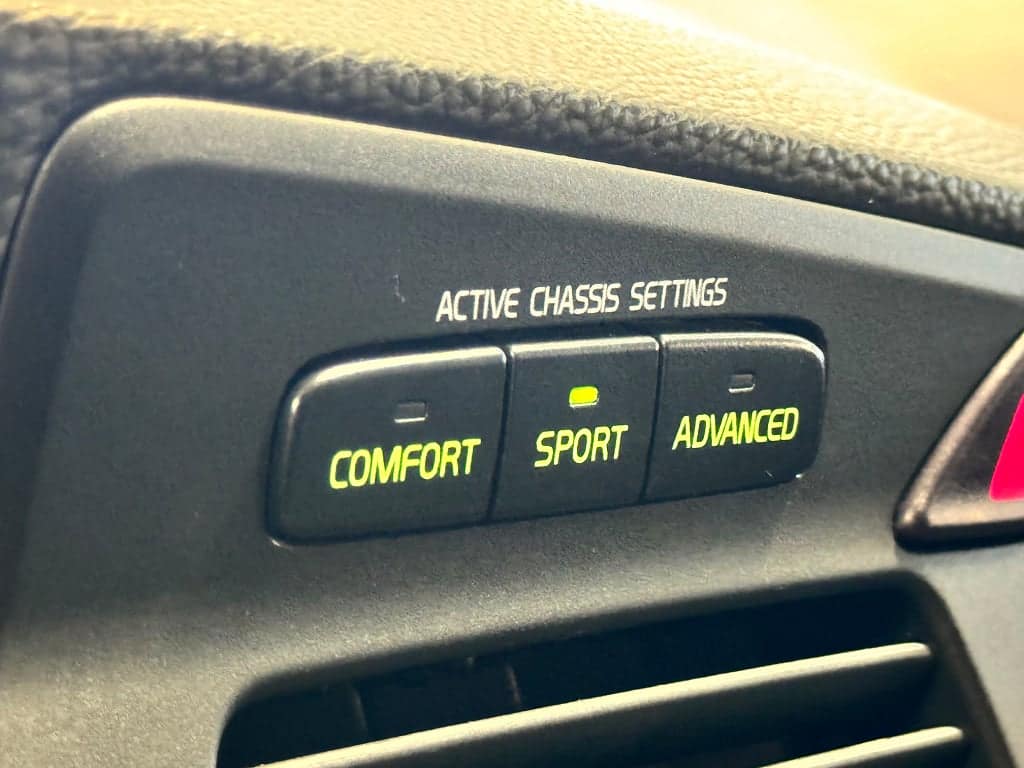 ACTIVE CHASSIS SETTINGS
COMFORT SPORT ADVANCED